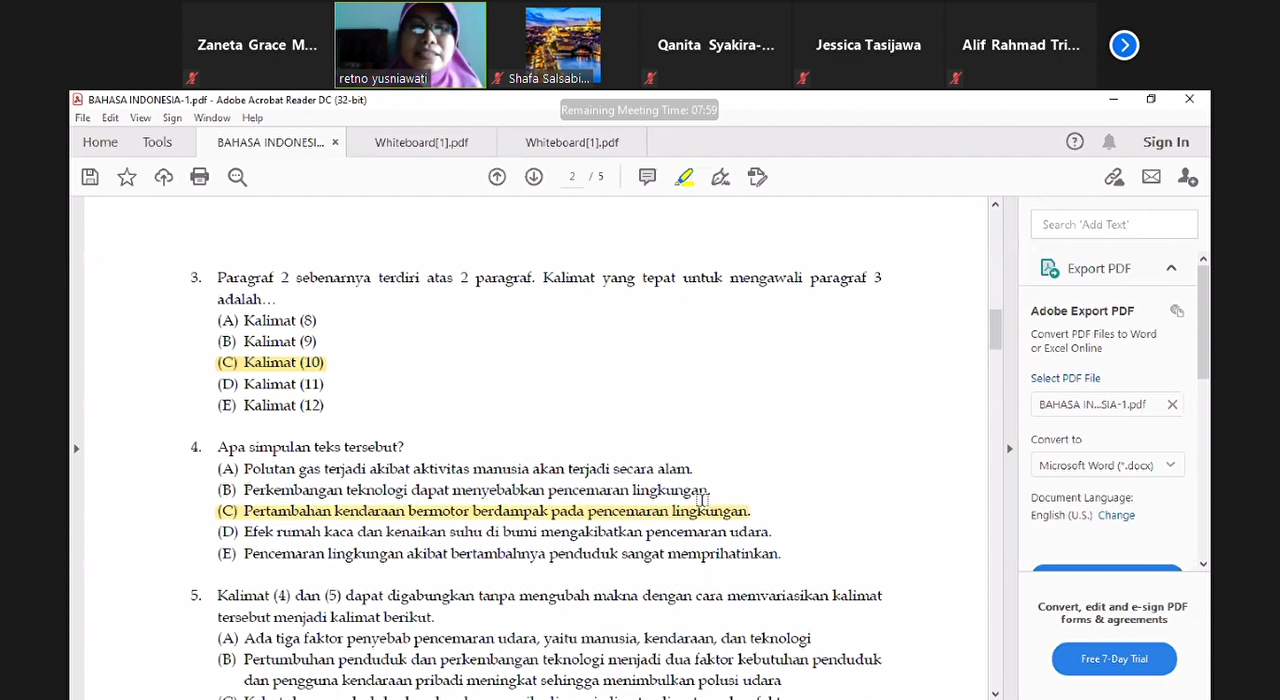 Zaneta Grace M...
retno yusniawati
Shafa Salsabi...
Qanita Syakira-...
Jessica Tasijawa
Alif Rahmad Tri...
BAHASA INDONESIA-1.pdf - Adobe Acrobat Reader DC (32-bit)
Remaining Meeting Time: 07:59
File Edit View Sign Window Help
Home Tools BAHASA INDONESI... × Whiteboard[1].pdf Whiteboard[1].pdf Sign In
2 / 5
3. Paragraf 2 sebenarnya terdiri atas 2 paragraf. Kalimat yang tepat untuk mengawali paragraf 3
adalah…
(A) Kalimat (8)
(B) Kalimat (9)
(C) Kalimat (10)
(D) Kalimat (11)
(E) Kalimat (12)
4. Apa simpulan teks tersebut?
(A) Polutan gas terjadi akibat aktivitas manusia akan terjadi secara alam.
(B) Perkembangan teknologi dapat menyebabkan pencemaran lingkungan.
(C) Pertambahan kendaraan bermotor berdampak pada pencemaran lingkungan.
(D) Efek rumah kaca dan kenaikan suhu di bumi mengakibatkan pencemaran udara.
(E) Pencemaran lingkungan akibat bertambahnya penduduk sangat memprihatinkan.
5. Kalimat (4) dan (5) dapat digabungkan tanpa mengubah makna dengan cara memvariasikan kalimat
tersebut menjadi kalimat berikut.
(A) Ada tiga faktor penyebab pencemaran udara, yaitu manusia, kendaraan, dan teknologi
(B) Pertumbuhan penduduk dan perkembangan teknologi menjadi dua faktor kebutuhan penduduk
dan pengguna kendaraan pribadi meningkat sehingga menimbulkan polusi udara
Search 'Add Text'
Export PDF
Adobe Export PDF
Convert PDF Files to Word
or Excel Online
Select PDF File
BAHASA IN...SIA-1.pdf
Convert to
Microsoft Word (*.docx)
Document Language:
English (U.S.) Change
Convert, edit and e-sign PDF
forms & agreements
Free 7-Day Trial